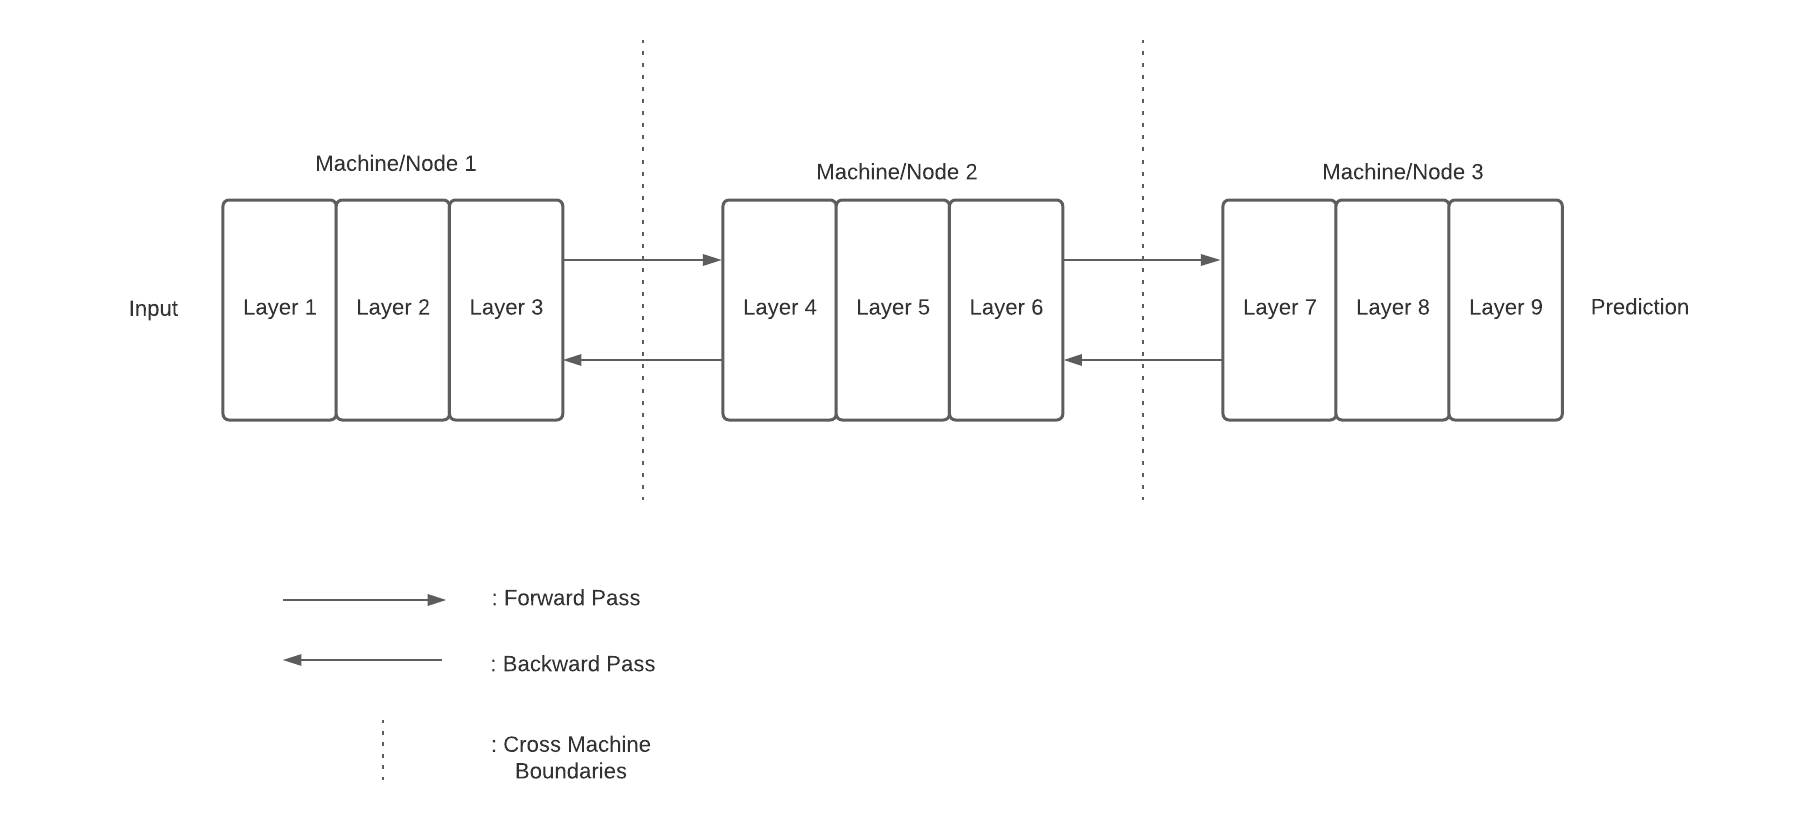 Machine/Node 1
Machine/Node 2
Machine/Node 3
Input
Layer 1
Layer 2
Layer 3
Layer 4
Layer 5
Layer 6
Layer 7
Layer 8
Layer 9
Prediction
: Forward Pass
: Backward Pass
: Cross Machine
Boundaries